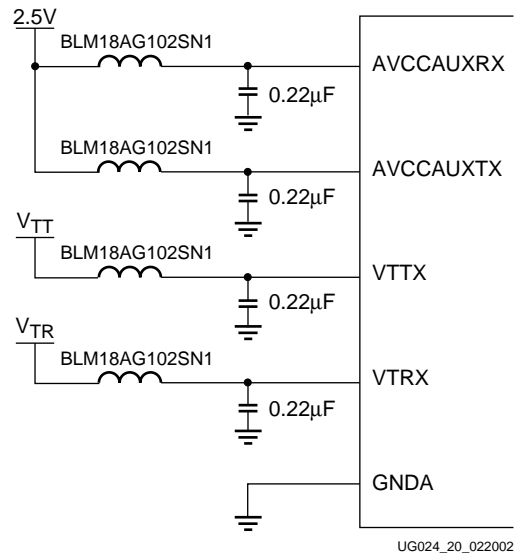 2.5V
BLM18AG102SN1
AVCCAUXRX
0.22μF
BLM18AG102SN1
AVCCAUXTX
0.22μF
VTT
BLM18AG102SN1
VTTX
0.22μF
VTR
BLM18AG102SN1
VTRX
0.22μF
GNDA
UG024_20_022002